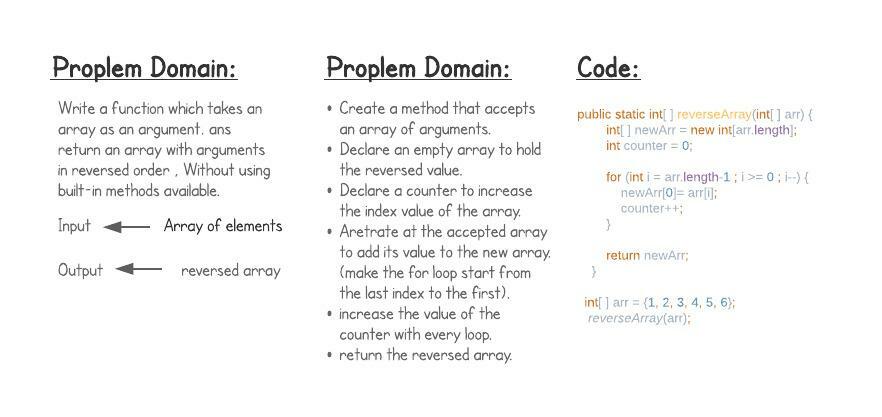 Proplem Domain:
Write a function which takes an
array as an argument. ans
return an array with arguments
in reversed order , Without using
built-in methods available.
Input Array of elements
Output reversed array
Proplem Domain:
• Create a method that accepts
an array of arguments.
• Declare an empty array to hold
the reversed value.
• Declare a counter to increase
the index value of the array.
• Aretrate at the accepted array
to add its value to the new array.
(make the for loop start from
the last index to the first).
• increase the value of the
counter with every loop.
• return the reversed array.
Code:
public static int[ ] reverseArray(int[ ] arr) {
int[ ] newArr = new int[arr.length];
int counter = 0;
for (int i = arr.length-1 ; i >= 0 ; i--) {
newArr[0]= arr[i];
counter++;
}
return newArr;
}
int[ ] arr = {1, 2, 3, 4, 5, 6};
reverseArray(arr);